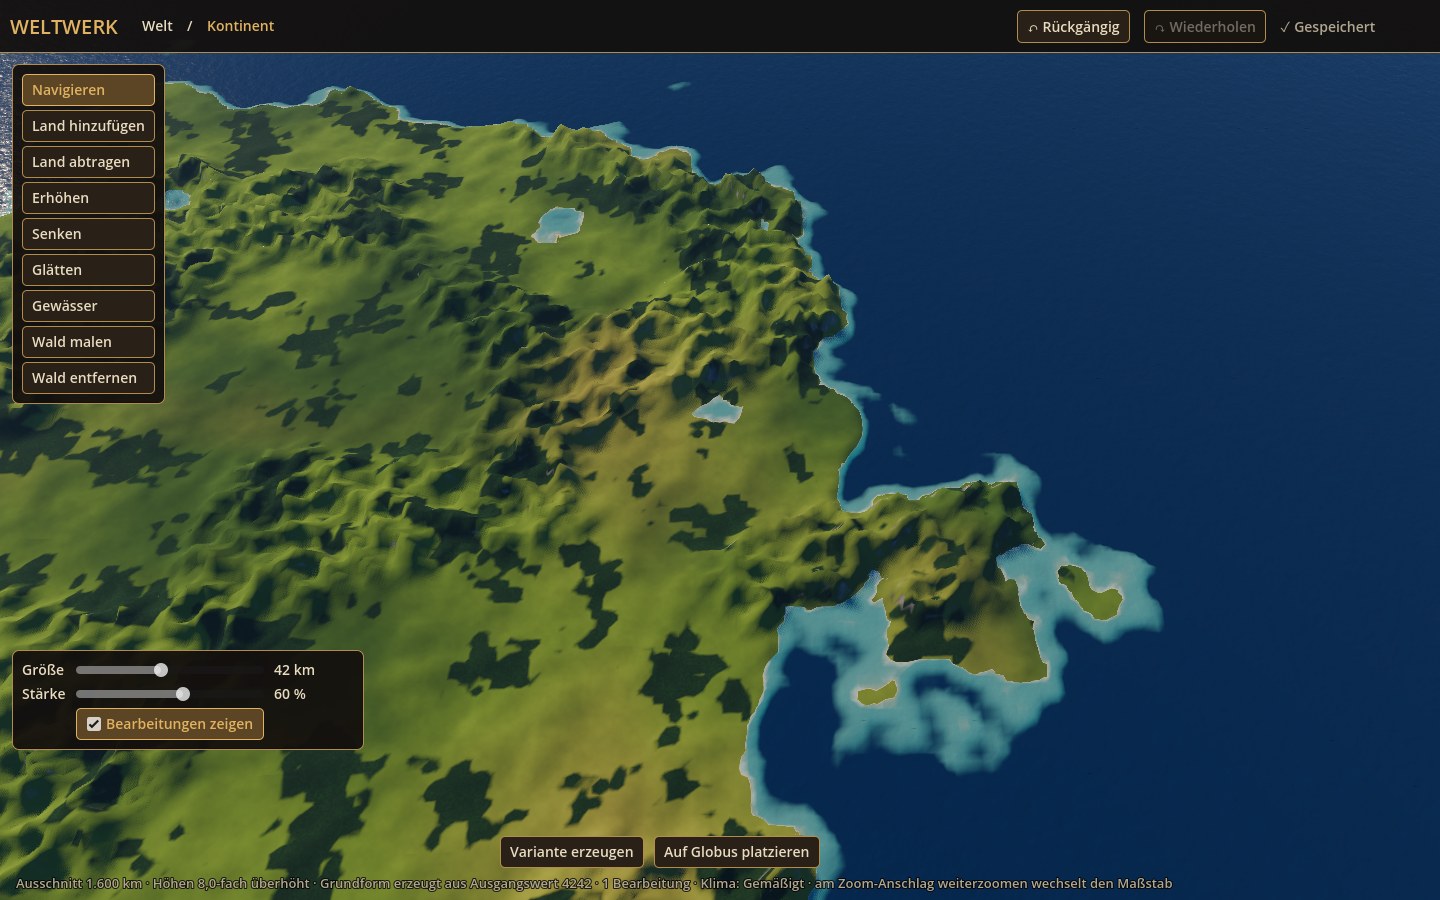 WELTWERK Welt / Kontinent Rückgängig Wiederholen ✓ Gespeichert
Navigieren
Land hinzufügen
Land abtragen
Erhöhen
Senken
Glätten
Gewässer
Wald malen
Wald entfernen
Größe 42 km
Stärke 60 %
Bearbeitungen zeigen
Variante erzeugen Auf Globus platzieren
Ausschnitt 1.600 km · Höhen 8,0-fach überhöht · Grundform erzeugt aus Ausgangswert 4242 · 1 Bearbeitung · Klima: Gemäßigt · am Zoom-Anschlag weiterzoomen wechselt den Maßstab